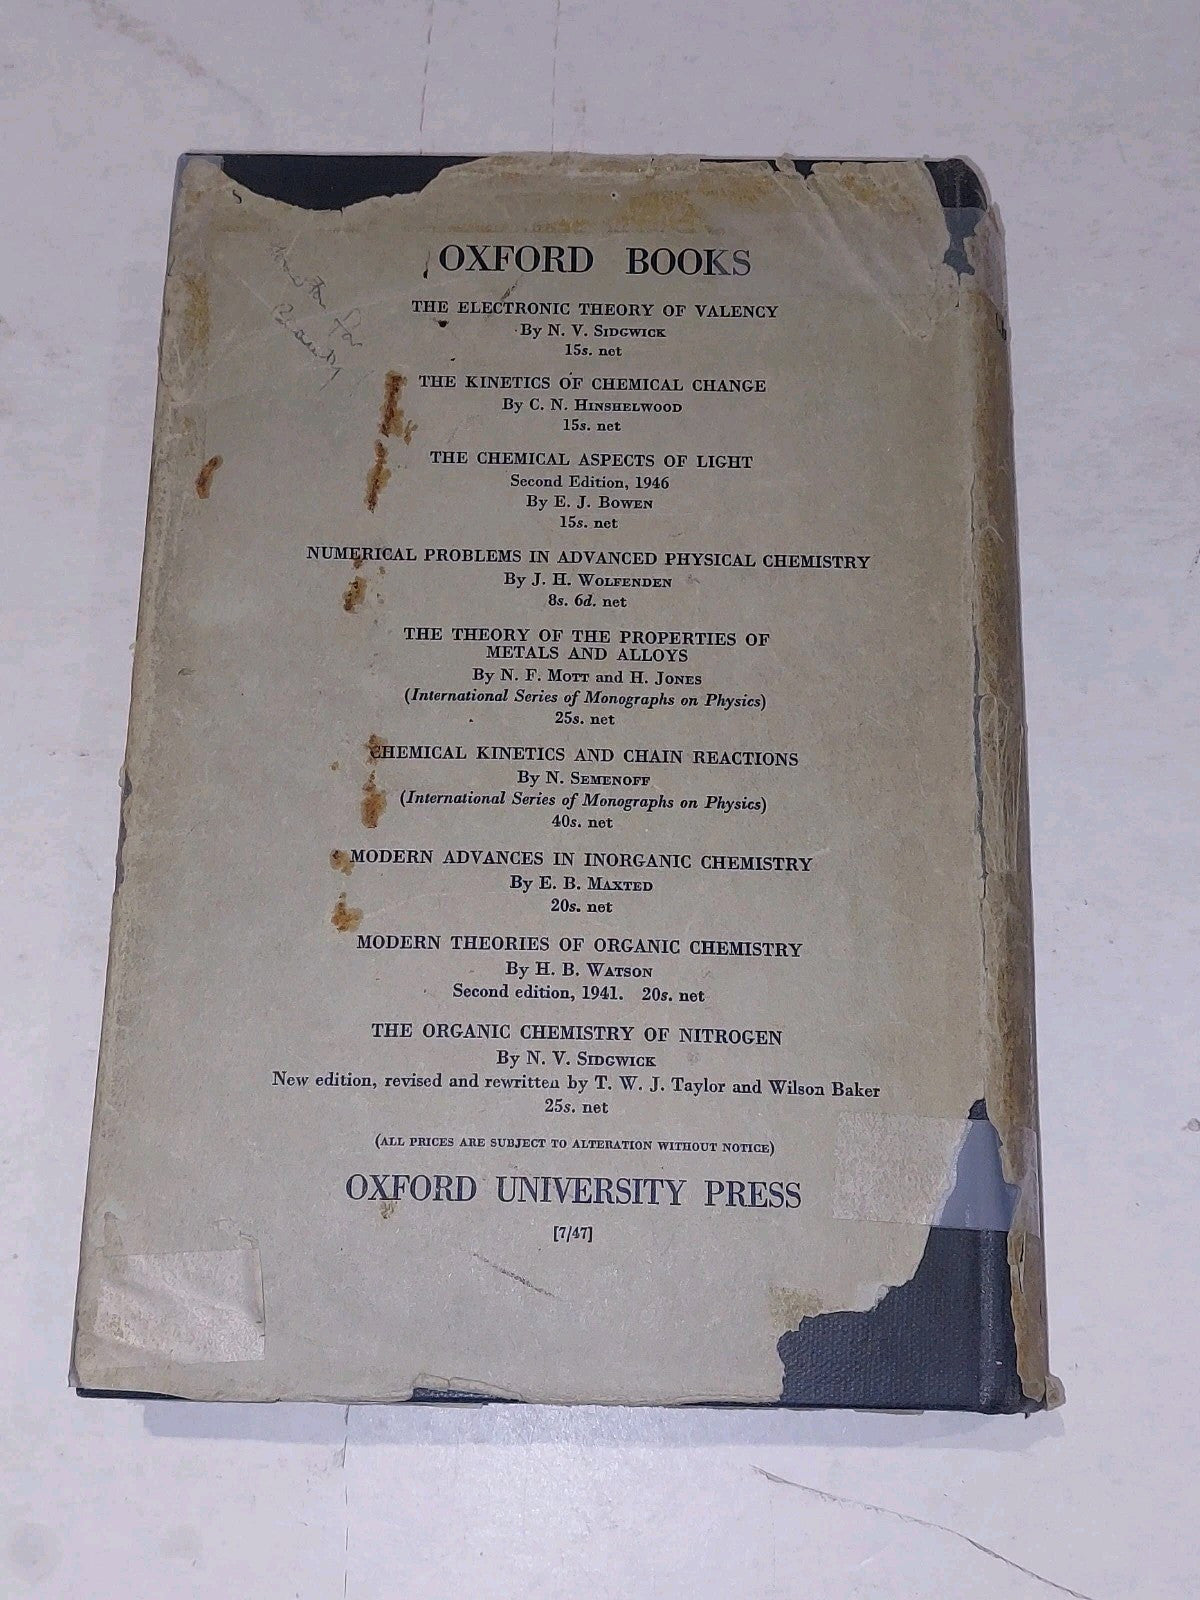 OXFORD BOOKS
THE ELECTRONIC THEORY OF VALENCY
By N. V. SIDGWICK
15s. net
THE KINETICS OF CHEMICAL CHANGE
By C. N. HINSHELWOOD
15s. net
THE CHEMICAL ASPECTS OF LIGHT
Second Edition, 1946
By E. J. BOWEN
15s. net
NUMERICAL PROBLEMS IN ADVANCED PHYSICAL CHEMISTRY
By J. H. WOLFENDEN
8s. 6d. net
THE THEORY OF THE PROPERTIES OF
METALS AND ALLOYS
By N. F. MOTT and H. JONES
(International Series of Monographs on Physics)
25s. net
CHEMICAL KINETICS AND CHAIN REACTIONS
By N. SEMENOFF
(International Series of Monographs on Physics)
40s. net
MODERN ADVANCES IN INORGANIC CHEMISTRY
By E. B. MAXTED
20s. net
MODERN THEORIES OF ORGANIC CHEMISTRY
By H. B. WATSON
Second edition, 1941. 20s. net
THE ORGANIC CHEMISTRY OF NITROGEN
By N. V. SIDGWICK
New edition, revised and rewritten by T. W. J. Taylor and Wilson Baker
25s. net
(ALL PRICES ARE SUBJECT TO ALTERATION WITHOUT NOTICE)
OXFORD UNIVERSITY PRESS
[7/47]